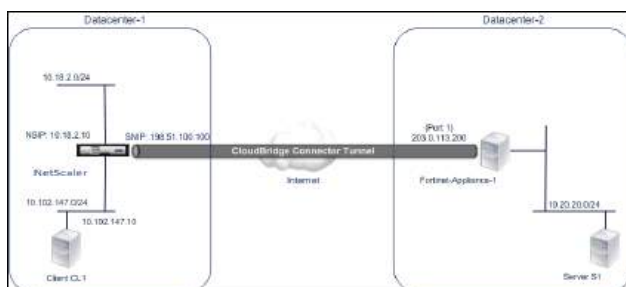 Datacenter-1
Datacenter-2
10.18.2.0/24
NSIP: 10.18.2.10
SNIP: 198.51.100.100
(Port 1)
203.0.113.200
CloudBridge Connector Tunnel
NetScaler
Internet
Fortinet-Appliance-1
10.102.147.0/24
10.102.147.10
10.20.20.0/24
Client CL1
Server S1